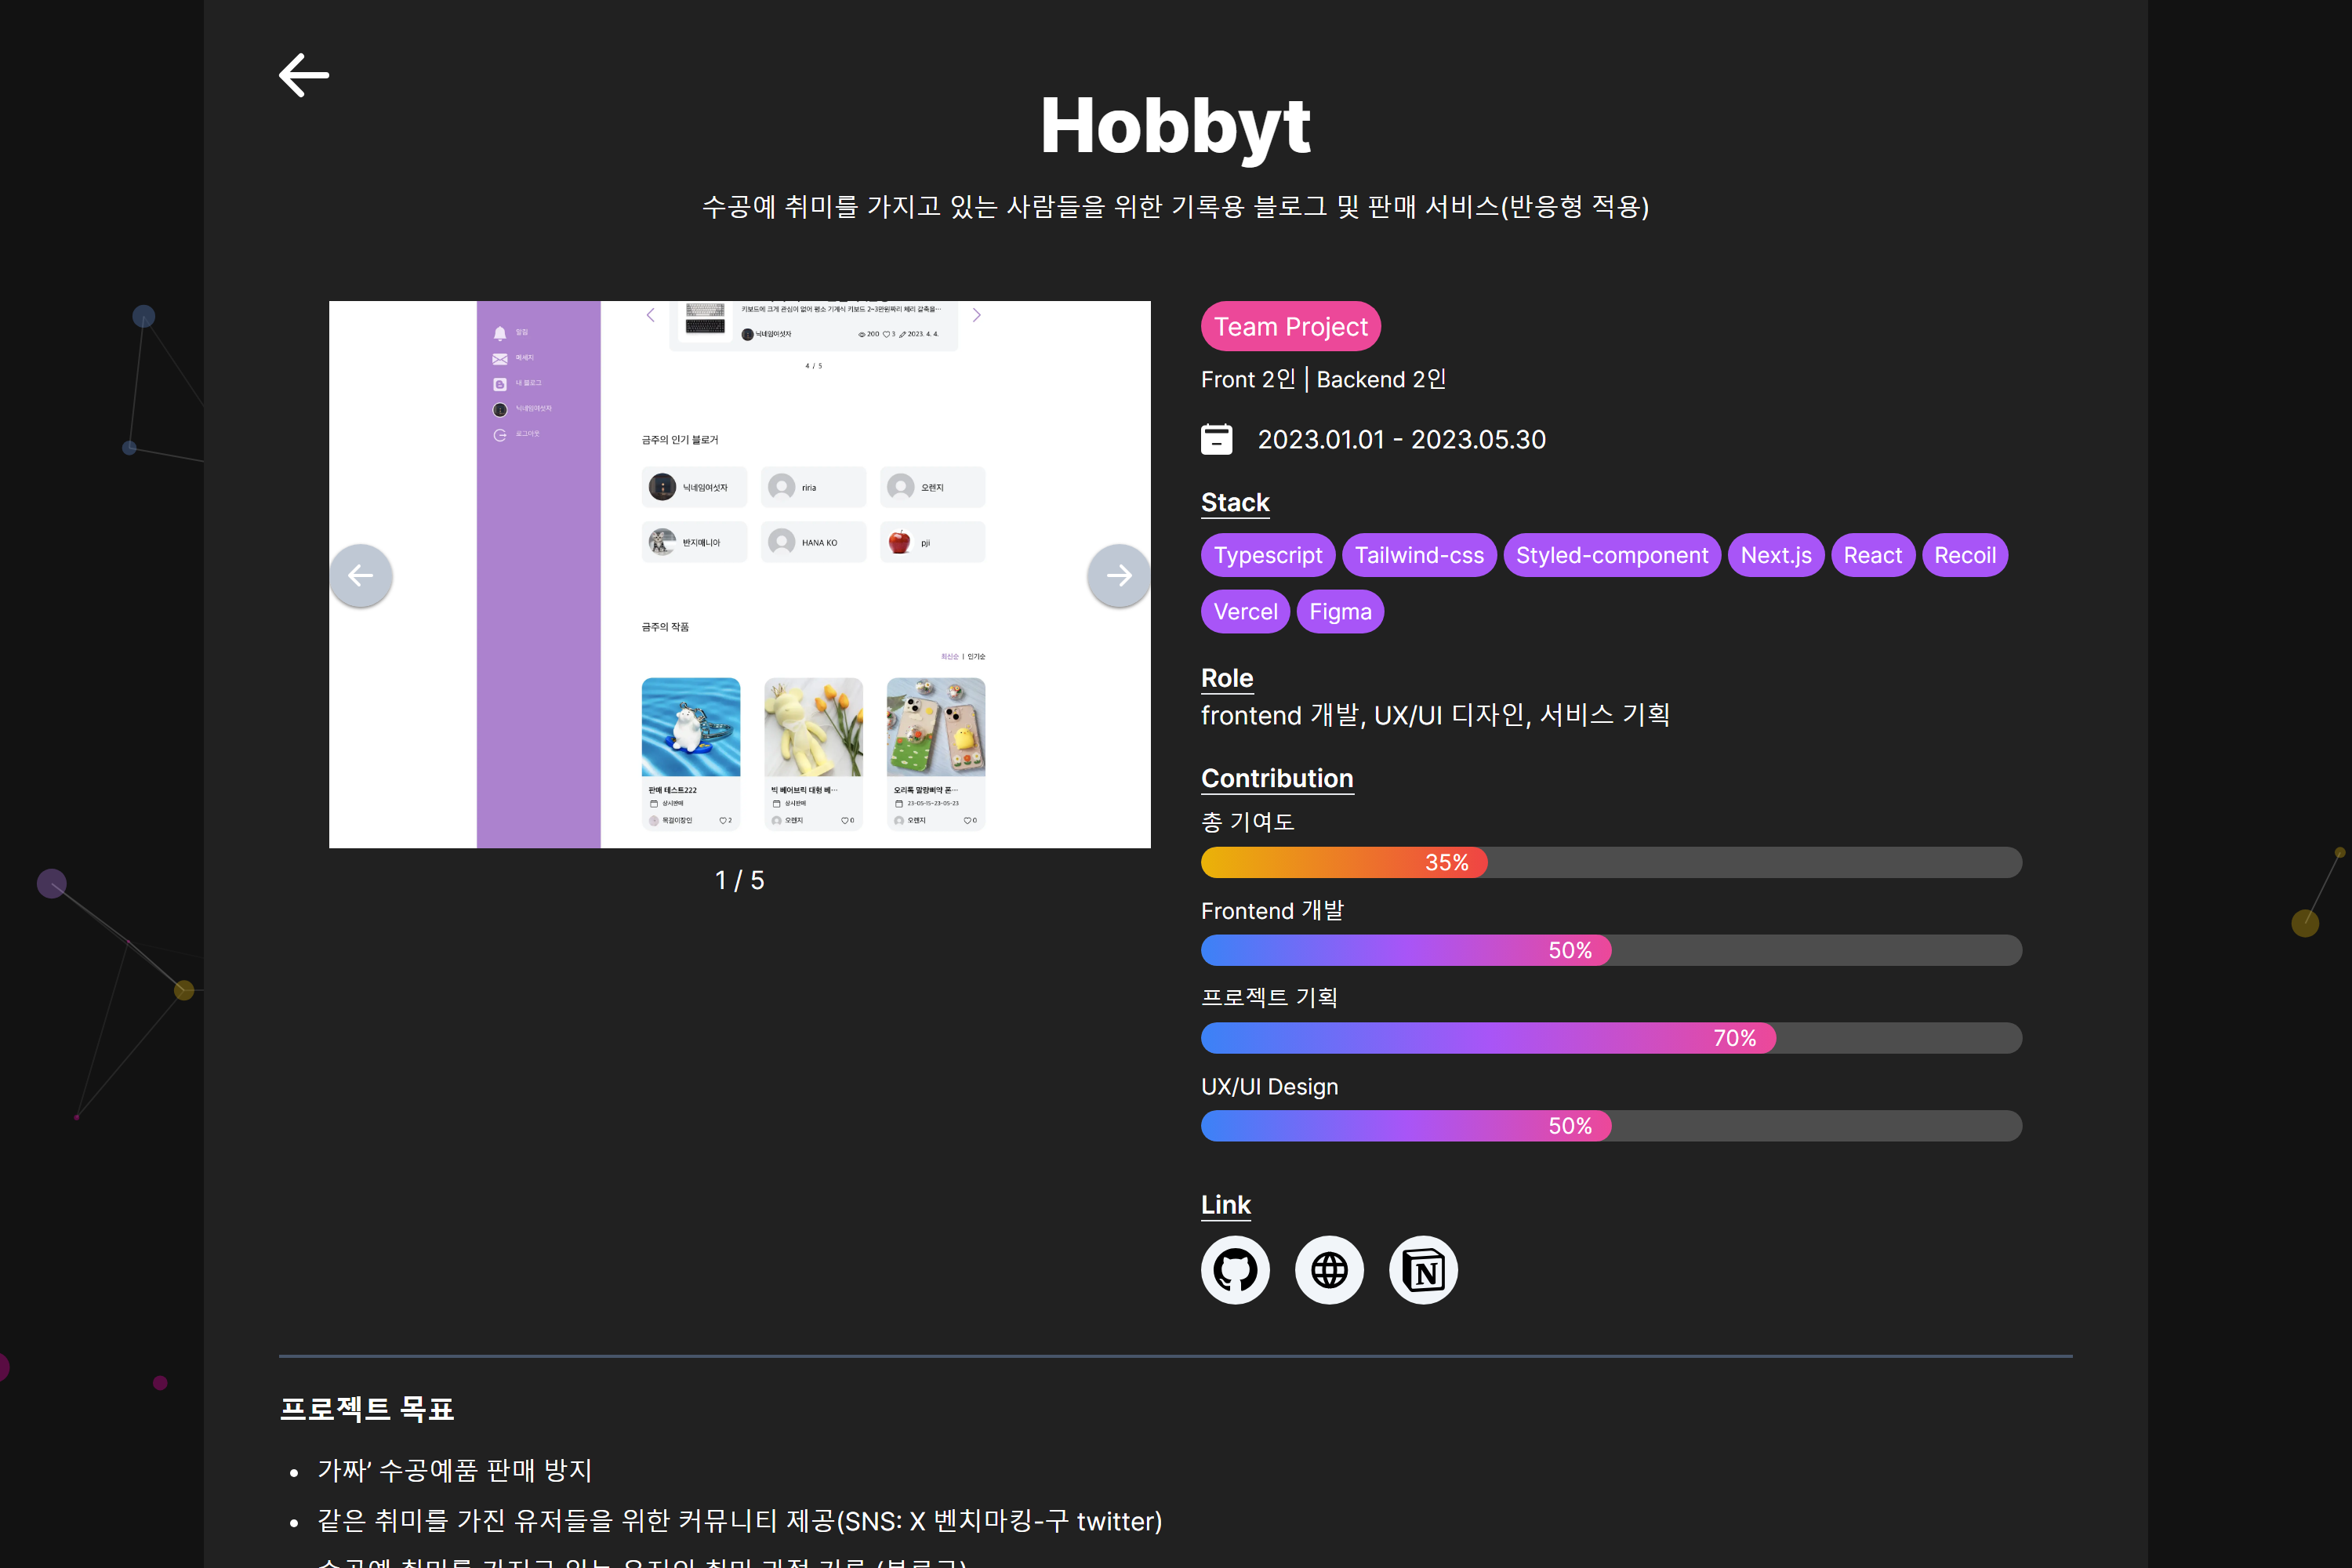 Hobbyt
수공예 취미를 가지고 있는 사람들을 위한 기록용 블로그 및 판매 서비스(반응형 적용)
알림
메세지
내 블로그
닉네임여섯자
로그아웃
키보드에 크게 관심이 없어 평소 기계식 키보드 2~3만원짜리 체리 갈축을...
닉네임여섯자 200 3 2023. 4. 4.
4 / 5
금주의 인기 블로거
닉네임여섯자
riria
오렌지
반지매니아
HANA KO
pji
금주의 작품
최신순 | 인기순
판매 테스트222
상시판매
목걸이장인 2
빅 베어브릭 대형 베...
상시판매
오렌지 0
오리톡 말랑삐약 폰...
23-05-15~23-05-23
오렌지 0
1 / 5
Team Project
Front 2인 | Backend 2인
2023.01.01 - 2023.05.30
Stack
Typescript Tailwind-css Styled-component Next.js React Recoil
Vercel Figma
Role
frontend 개발, UX/UI 디자인, 서비스 기획
Contribution
총 기여도
35%
Frontend 개발
50%
프로젝트 기획
70%
UX/UI Design
50%
Link
프로젝트 목표
가짜’ 수공예품 판매 방지
같은 취미를 가진 유저들을 위한 커뮤니티 제공(SNS: X 벤치마킹-구 twitter)